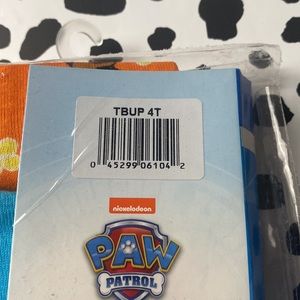 TBUP 4T
0 45299 06104 2
nickelodeon
PAW
PATROL